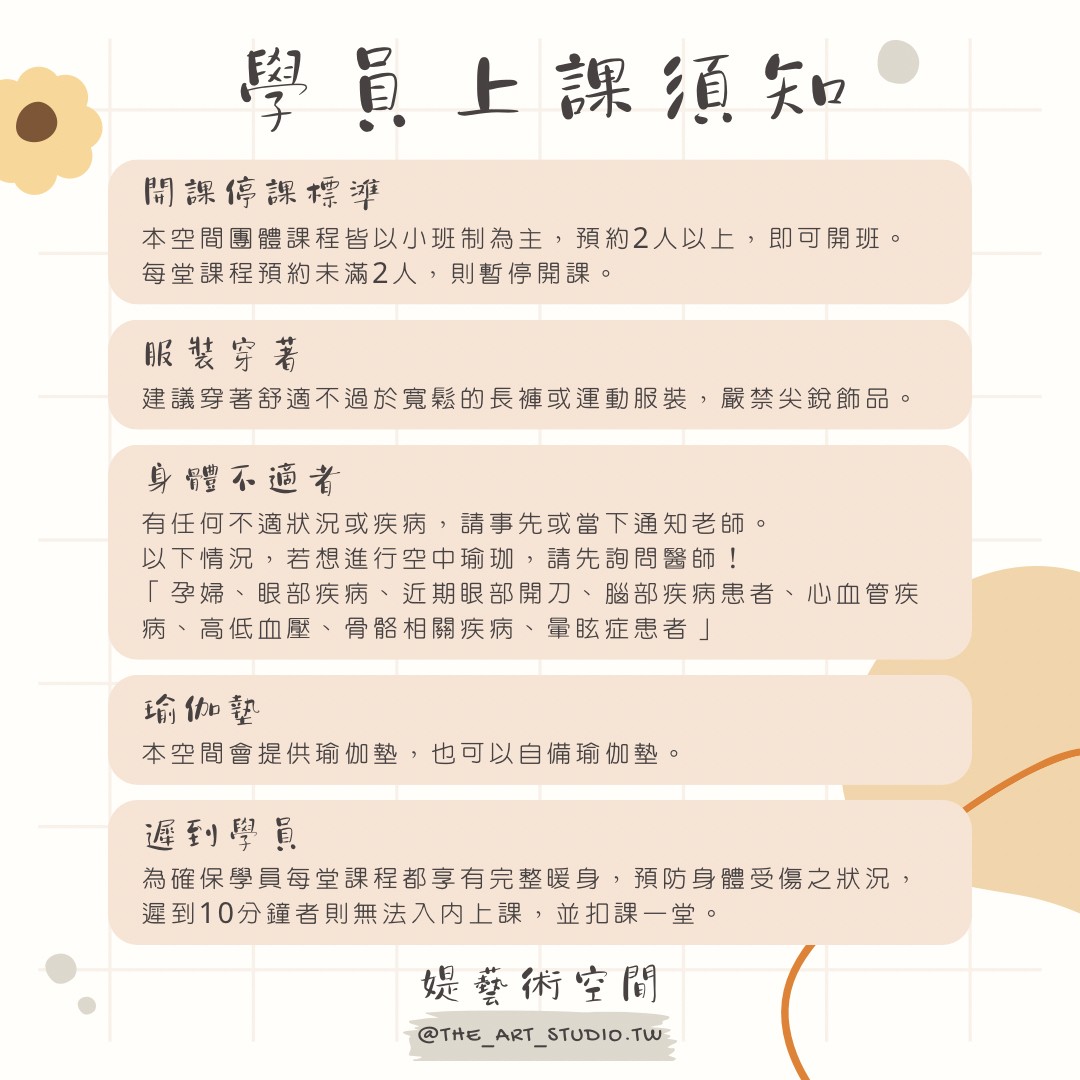 學員上課須知
開課停課標準
本空間團體課程皆以小班制為主，預約2人以上，即可開班。
每堂課程預約未滿2人，則暫停開課。
服裝穿著
建議穿著舒適不過於寬鬆的長褲或運動服裝，嚴禁尖銳飾品。
身體不適者
有任何不適狀況或疾病，請事先或當下通知老師。
以下情況，若想進行空中瑜珈，請先詢問醫師！
「孕婦、眼部疾病、近期眼部開刀、腦部疾病患者、心血管疾
病、高低血壓、骨骼相關疾病、暈眩症患者」
瑜伽墊
本空間會提供瑜伽墊，也可以自備瑜伽墊。
遲到學員
為確保學員每堂課程都享有完整暖身，預防身體受傷之狀況，
遲到10分鐘者則無法入內上課，並扣課一堂。
媞藝術空間
@THE_ART_STUDIO.TW